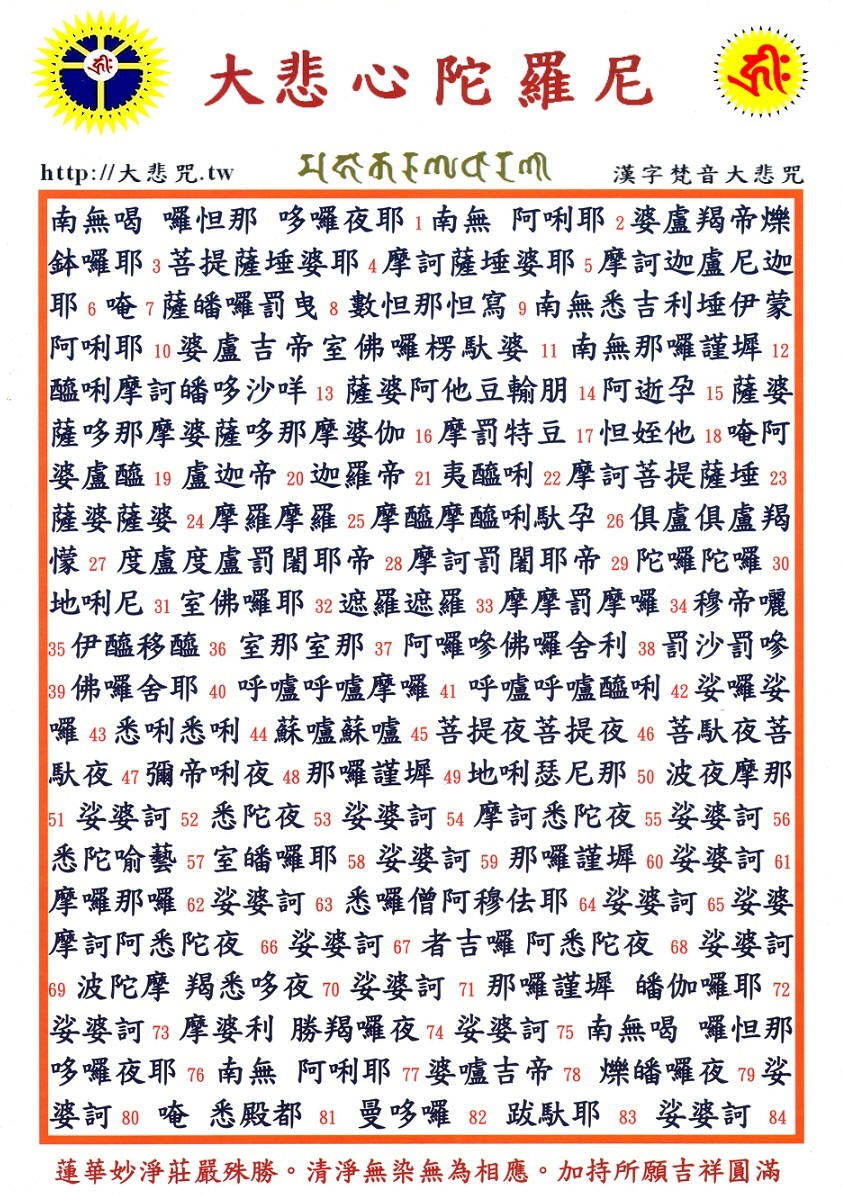 大悲心陀羅尼
http://大悲咒.tw
漢字梵音大悲咒
南無喝 囉怛那 哆囉夜耶 1 南無 阿唎耶 2 婆盧羯帝爍
鉢囉耶 3 菩提薩埵婆耶 4 摩訶薩埵婆耶 5 摩訶迦盧尼迦
耶 6 唵 7 薩皤囉罰曳 8 數怛那怛寫 9 南無悉吉利埵伊蒙
阿唎耶 10 婆盧吉帝室佛囉楞馱婆 11 南無那囉謹墀 12
醯唎摩訶皤哆沙咩 13 薩婆阿他豆輸朋 14 阿逝孕 15 薩婆
薩哆那摩婆薩哆那摩婆伽 16 摩罰特豆 17 怛姪他 18 唵阿
婆盧醯 19 盧迦帝 20 迦羅帝 21 夷醯唎 22 摩訶菩提薩埵 23
薩婆薩婆 24 摩羅摩羅 25 摩醯摩醯唎馱孕 26 俱盧俱盧羯
懞 27 度盧度盧罰闍耶帝 28 摩訶罰闍耶帝 29 陀囉陀囉 30
地唎尼 31 室佛囉耶 32 遮羅遮羅 33 摩摩罰摩囉 34 穆帝囇
35 伊醯移醯 36 室那室那 37 阿囉嘇佛囉舍利 38 罰沙罰嘇
39 佛囉舍耶 40 呼嚧呼嚧摩囉 41 呼嚧呼嚧醯唎 42 娑囉娑
囉 43 悉唎悉唎 44 蘇嚧蘇嚧 45 菩提夜菩提夜 46 菩馱夜菩
馱夜 47 彌帝唎夜 48 那囉謹墀 49 地唎瑟尼那 50 波夜摩那
51 娑婆訶 52 悉陀夜 53 娑婆訶 54 摩訶悉陀夜 55 娑婆訶 56
悉陀喻藝 57 室皤囉耶 58 娑婆訶 59 那囉謹墀 60 娑婆訶 61
摩囉那囉 62 娑婆訶 63 悉囉僧阿穆佉耶 64 娑婆訶 65 娑婆
摩訶阿悉陀夜 66 娑婆訶 67 者吉囉 阿悉陀夜 68 娑婆訶
69 波陀摩 羯悉哆夜 70 娑婆訶 71 那囉謹墀 皤伽囉耶 72
娑婆訶 73 摩婆利 勝羯囉夜 74 娑婆訶 75 南無喝 囉怛那
哆囉夜耶 76 南無 阿唎耶 77 婆嚧吉帝 78 爍皤囉夜 79 娑
婆訶 80 唵 悉殿都 81 曼哆囉 82 跋馱耶 83 娑婆訶 84
蓮華妙淨莊嚴殊勝。清淨無染無為相應。加持所願吉祥圓滿